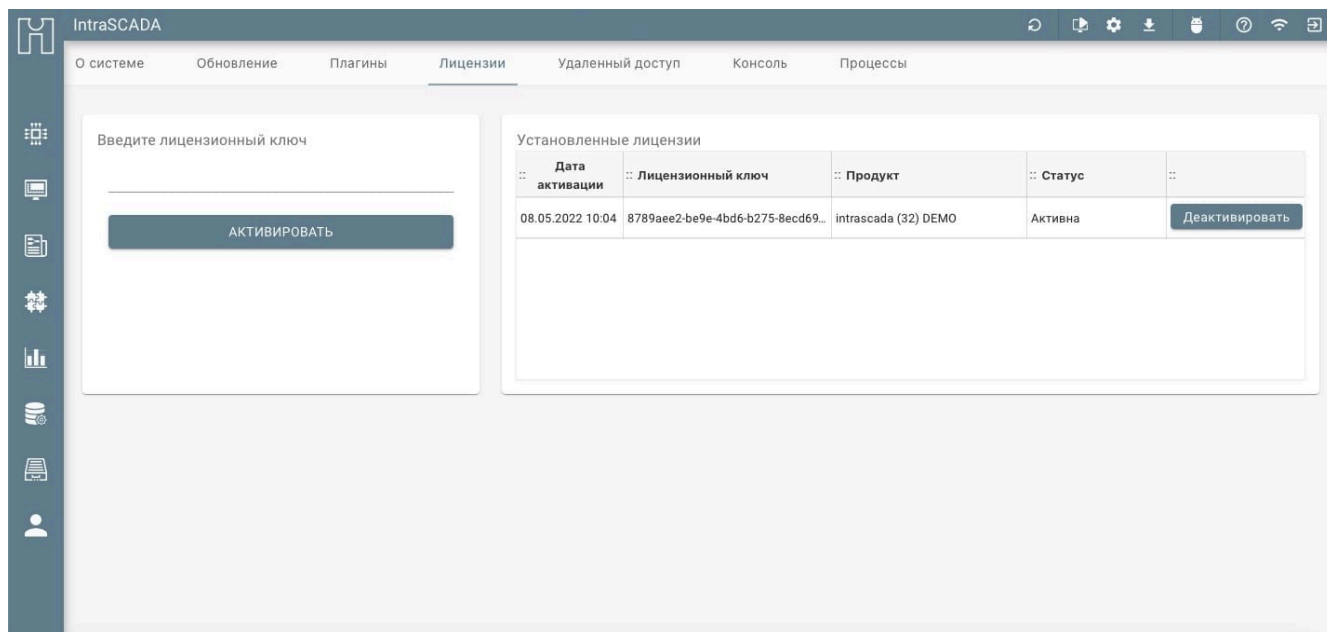 IntraSCADA
О системе Обновление Плагины Лицензии Удаленный доступ Консоль Процессы
Введите лицензионный ключ
АКТИВИРОВАТЬ
Установленные лицензии
Дата активации Лицензионный ключ Продукт Статус
08.05.2022 10:04 8789aee2-be9e-4bd6-b275-8ecd69... intrascada (32) DEMO Активна Деактивировать